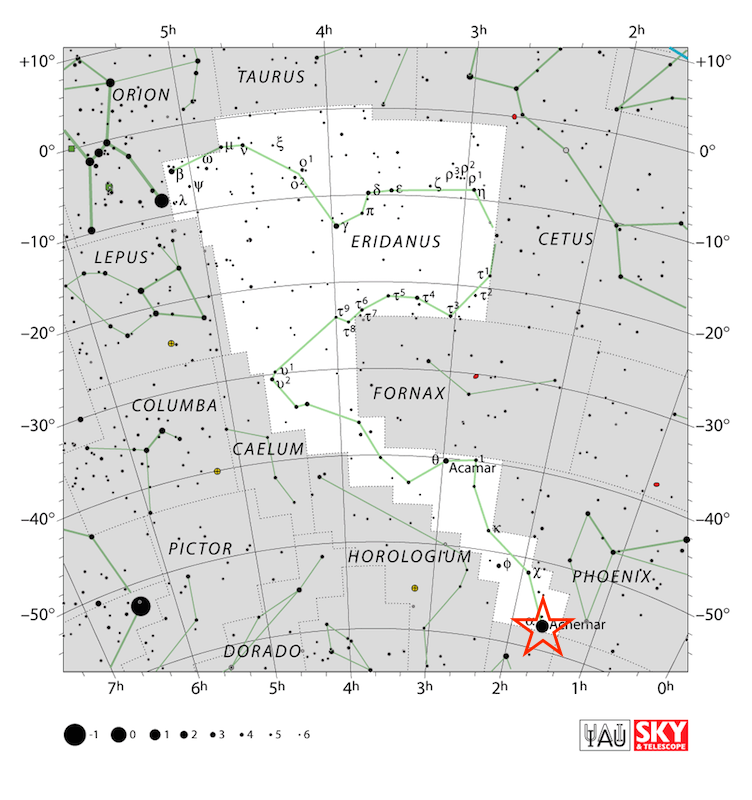 5h 4h 3h 2h
+10° +10°
TAURUS
ORION
0° 0°
μ ν ξ
ω
β ο¹
ρ³ ρ²
ψ ο² δ ε ζ ρ¹
λ η
π
γ
−10° ERIDANUS CETUS −10°
LEPUS
τ¹
τ⁵ τ⁴ τ²
τ⁹ τ⁶ τ³
τ⁷
τ⁸
−20° −20°
υ¹
υ²
FORNAX
COLUMBA
−30° −30°
CAELUM
θ ι
Acamar
−40° −40°
κ
PICTOR HOROLOGIUM
φ χ PHOENIX
−50° α Achernar −50°
DORADO
7h 6h 5h 4h 3h 2h 1h 0h
-1 0 1 2 3 4 5 6
IAU
SKY
& TELESCOPE